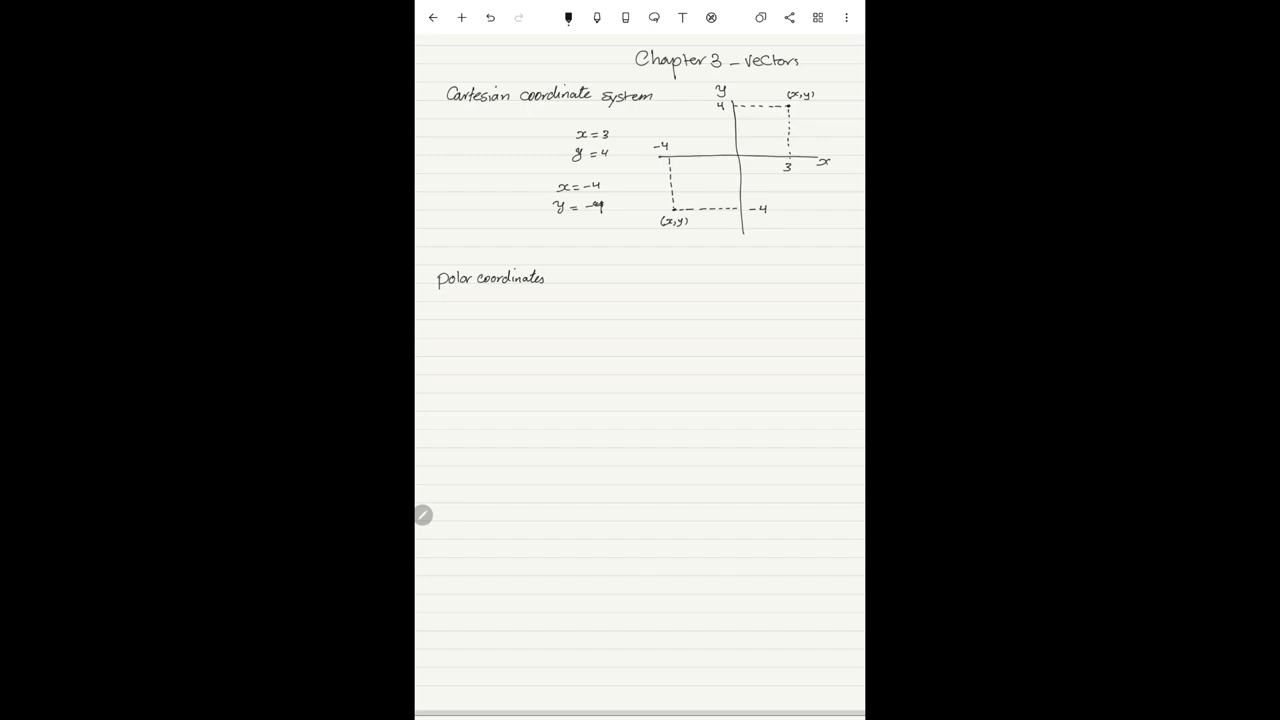 Chapter 3 - vectors
Cartesian coordinate system
y
(x,y)
4
x = 3
y = 4
-4
x
3
x = -4
y = -4
-4
(x,y)
polar coordinates
T